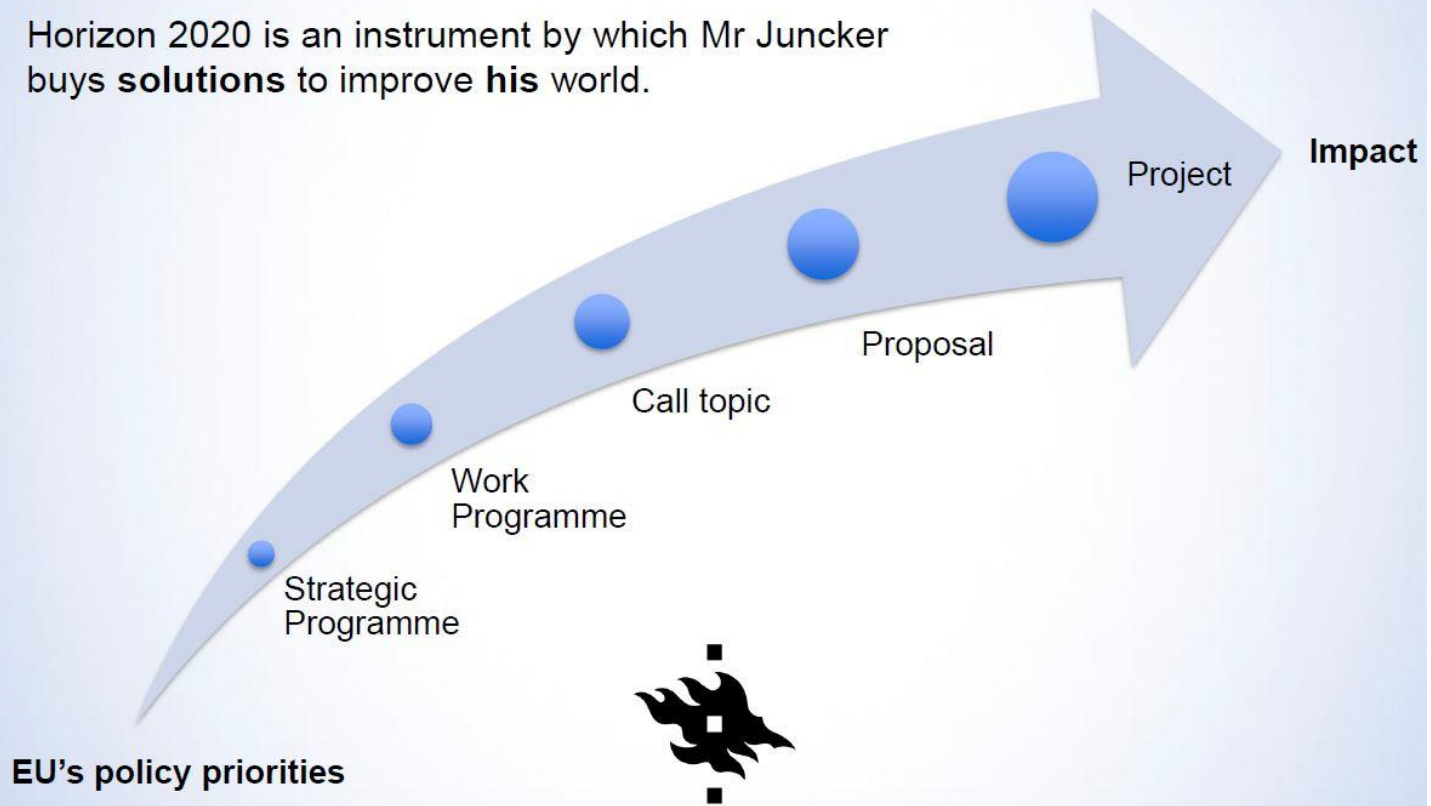 Horizon 2020 is an instrument by which Mr Juncker
buys solutions to improve his world.
Impact
Project
Proposal
Call topic
Work
Programme
Strategic
Programme
EU’s policy priorities